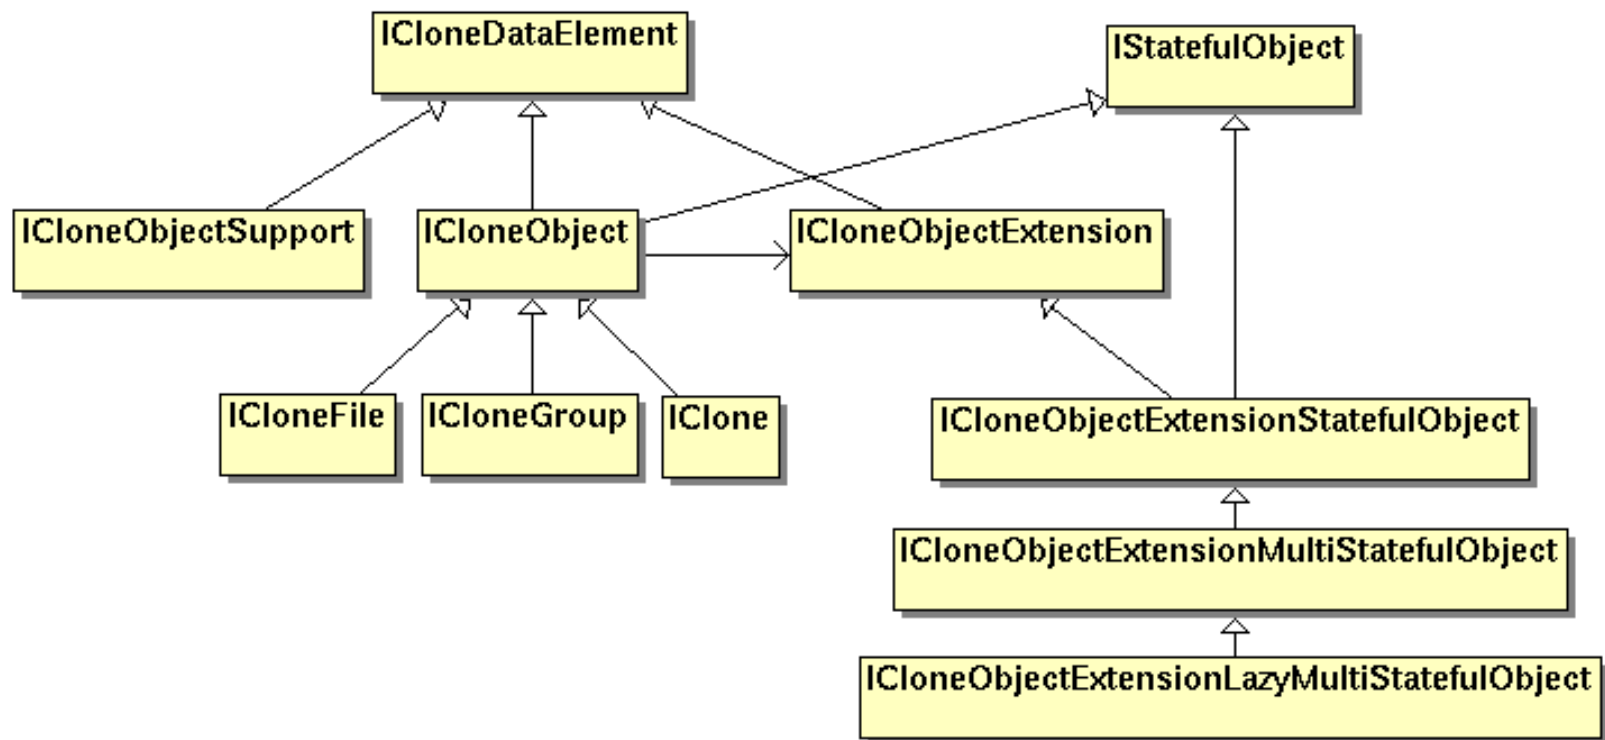 ICloneDataElement
IStatefulObject
ICloneObjectSupport
ICloneObject
ICloneObjectExtension
ICloneFile
ICloneGroup
IClone
ICloneObjectExtensionStatefulObject
ICloneObjectExtensionMultiStatefulObject
ICloneObjectExtensionLazyMultiStatefulObject